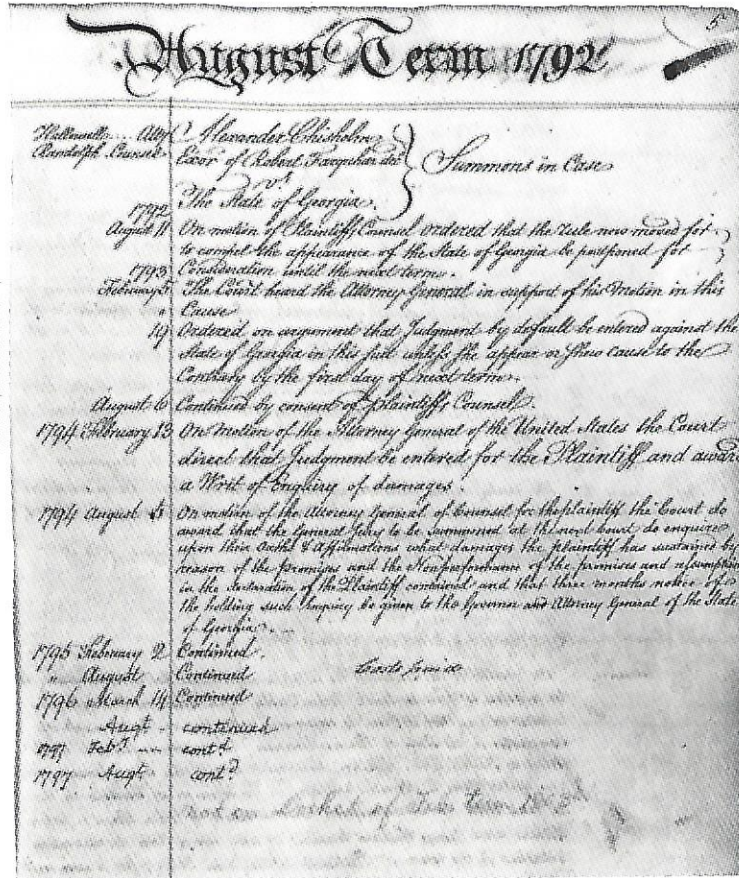 5
August Term 1792
Hallowell Atty
Randolph Counsel
Alexander Chisholm
Exor of Robert Farquhar dec
vs
The State of Georgia.
Summons in Case
1792
August 11 On motion of Plaintiffs Counsel ordered that the rule now moved for
to compel the appearance of the State of Georgia be postponed for
Consideration until the next term.
1793
February 5 The Court heard the Attorney General in support of his Motion in this
Cause
" 19 Ordered on argument that Judgment by default be entered against the
State of Georgia in this suit unless she appear or shew cause to the
Contrary by the first day of next term.
August 6 Continued by consent of plaintiffs Counsel.
1794 February 13 On Motion of the Attorney General of the United States the Court
direct that Judgment be entered for the Plaintiff and award
a Writ of enquiry of damages.
1794 August 5 On motion of the Attorney General of Counsel for the plaintiff the Court do
award that the General Jury to be summoned at the next Court do enquire
upon their Oaths & Affirmations what damages the plaintiff has sustained by
reason of the premises and the Nonperformance of the promises and assumption
in the declaration of the Plaintiff contained and that three months notice of
the holding such enquiry be given to the Governor and Attorney General of the State
of Georgia.
1795 February 2 Continued.
" August Continued
Costs paid
1796 March 14 Continued
Augt - continued
1797 Feby -- contd
1797 Augt contd